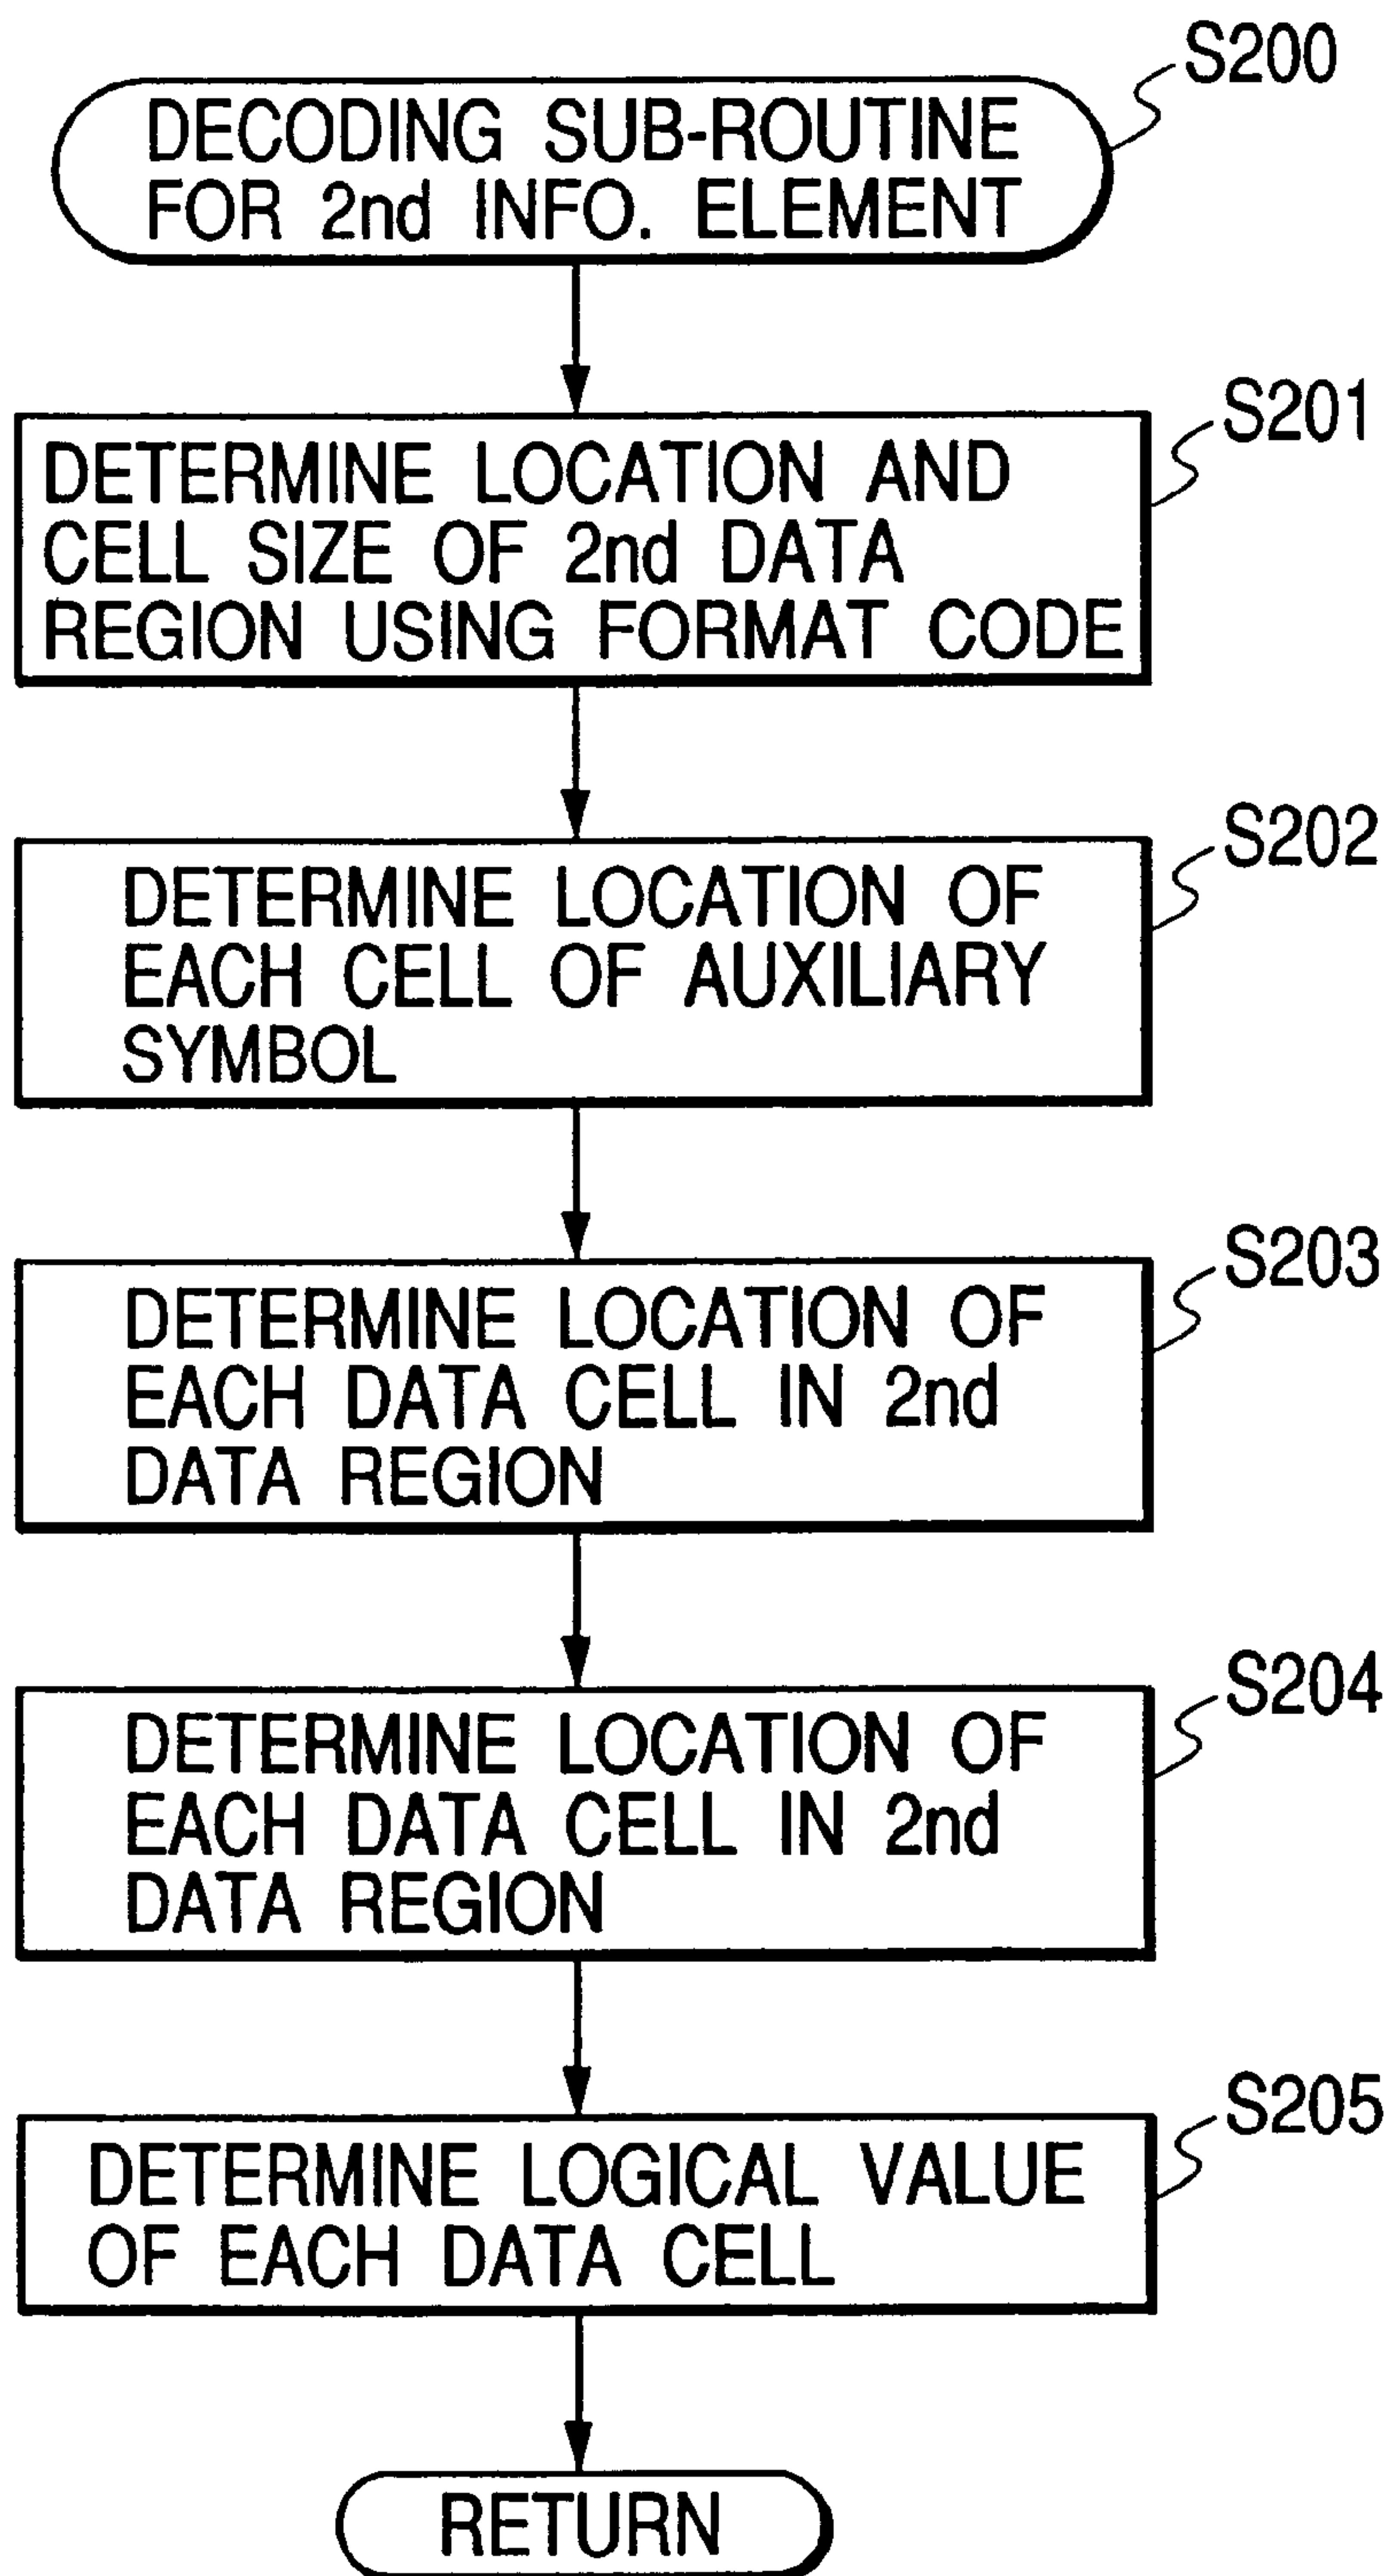 S200
DECODING SUB-ROUTINE
FOR 2nd INFO. ELEMENT
S201
DETERMINE LOCATION AND
CELL SIZE OF 2nd DATA
REGION USING FORMAT CODE
S202
DETERMINE LOCATION OF
EACH CELL OF AUXILIARY
SYMBOL
S203
DETERMINE LOCATION OF
EACH DATA CELL IN 2nd
DATA REGION
S204
DETERMINE LOCATION OF
EACH DATA CELL IN 2nd
DATA REGION
S205
DETERMINE LOGICAL VALUE
OF EACH DATA CELL
RETURN